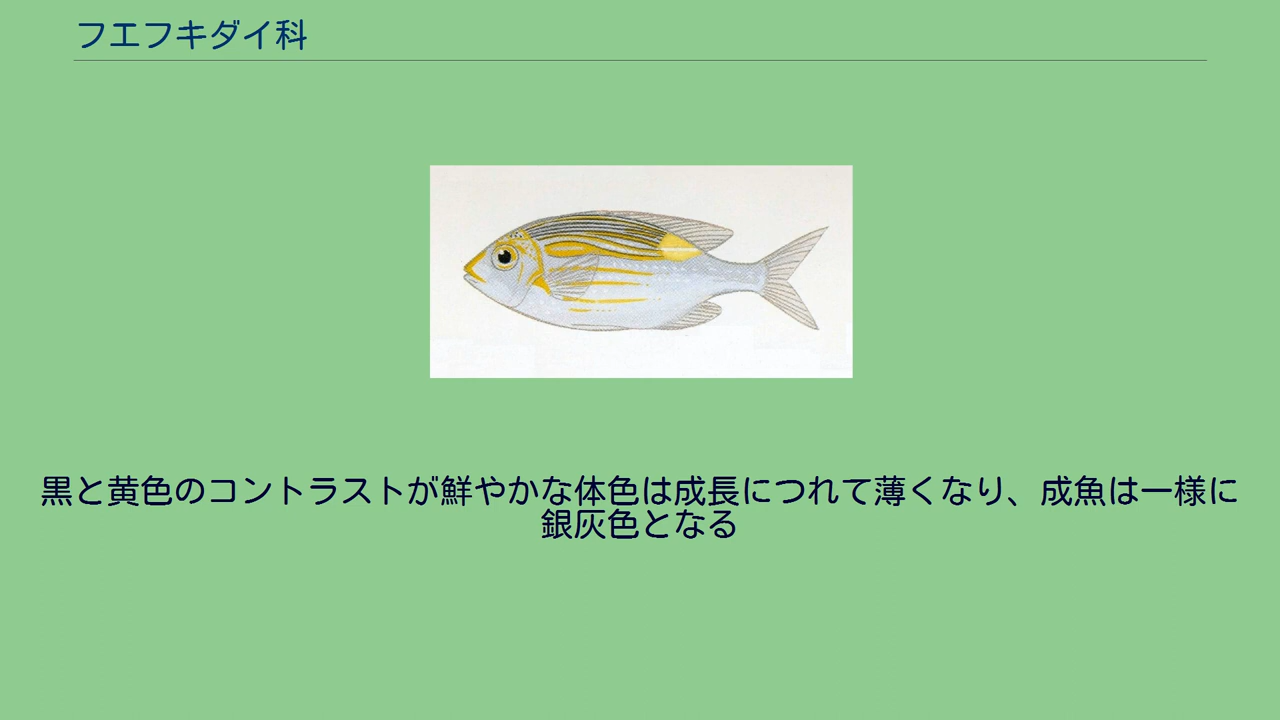 フエフキダイ科
黒と黄色のコントラストが鮮やかな体色は成長につれて薄くなり、成魚は一様に
銀灰色となる